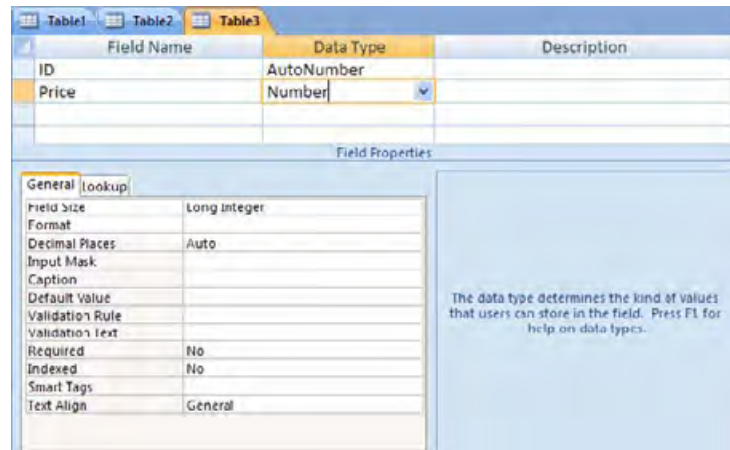 Table1 Table2 Table3
Field Name Data Type Description
ID AutoNumber
Price Number
Field Properties
General Lookup
Field Size Long Integer
Format
Decimal Places Auto
Input Mask
Caption
Default Value
Validation Rule
Validation Text
Required No
Indexed No
Smart Tags
Text Align General
The data type determines the kind of values
that users can store in the field. Press F1 for
help on data types.